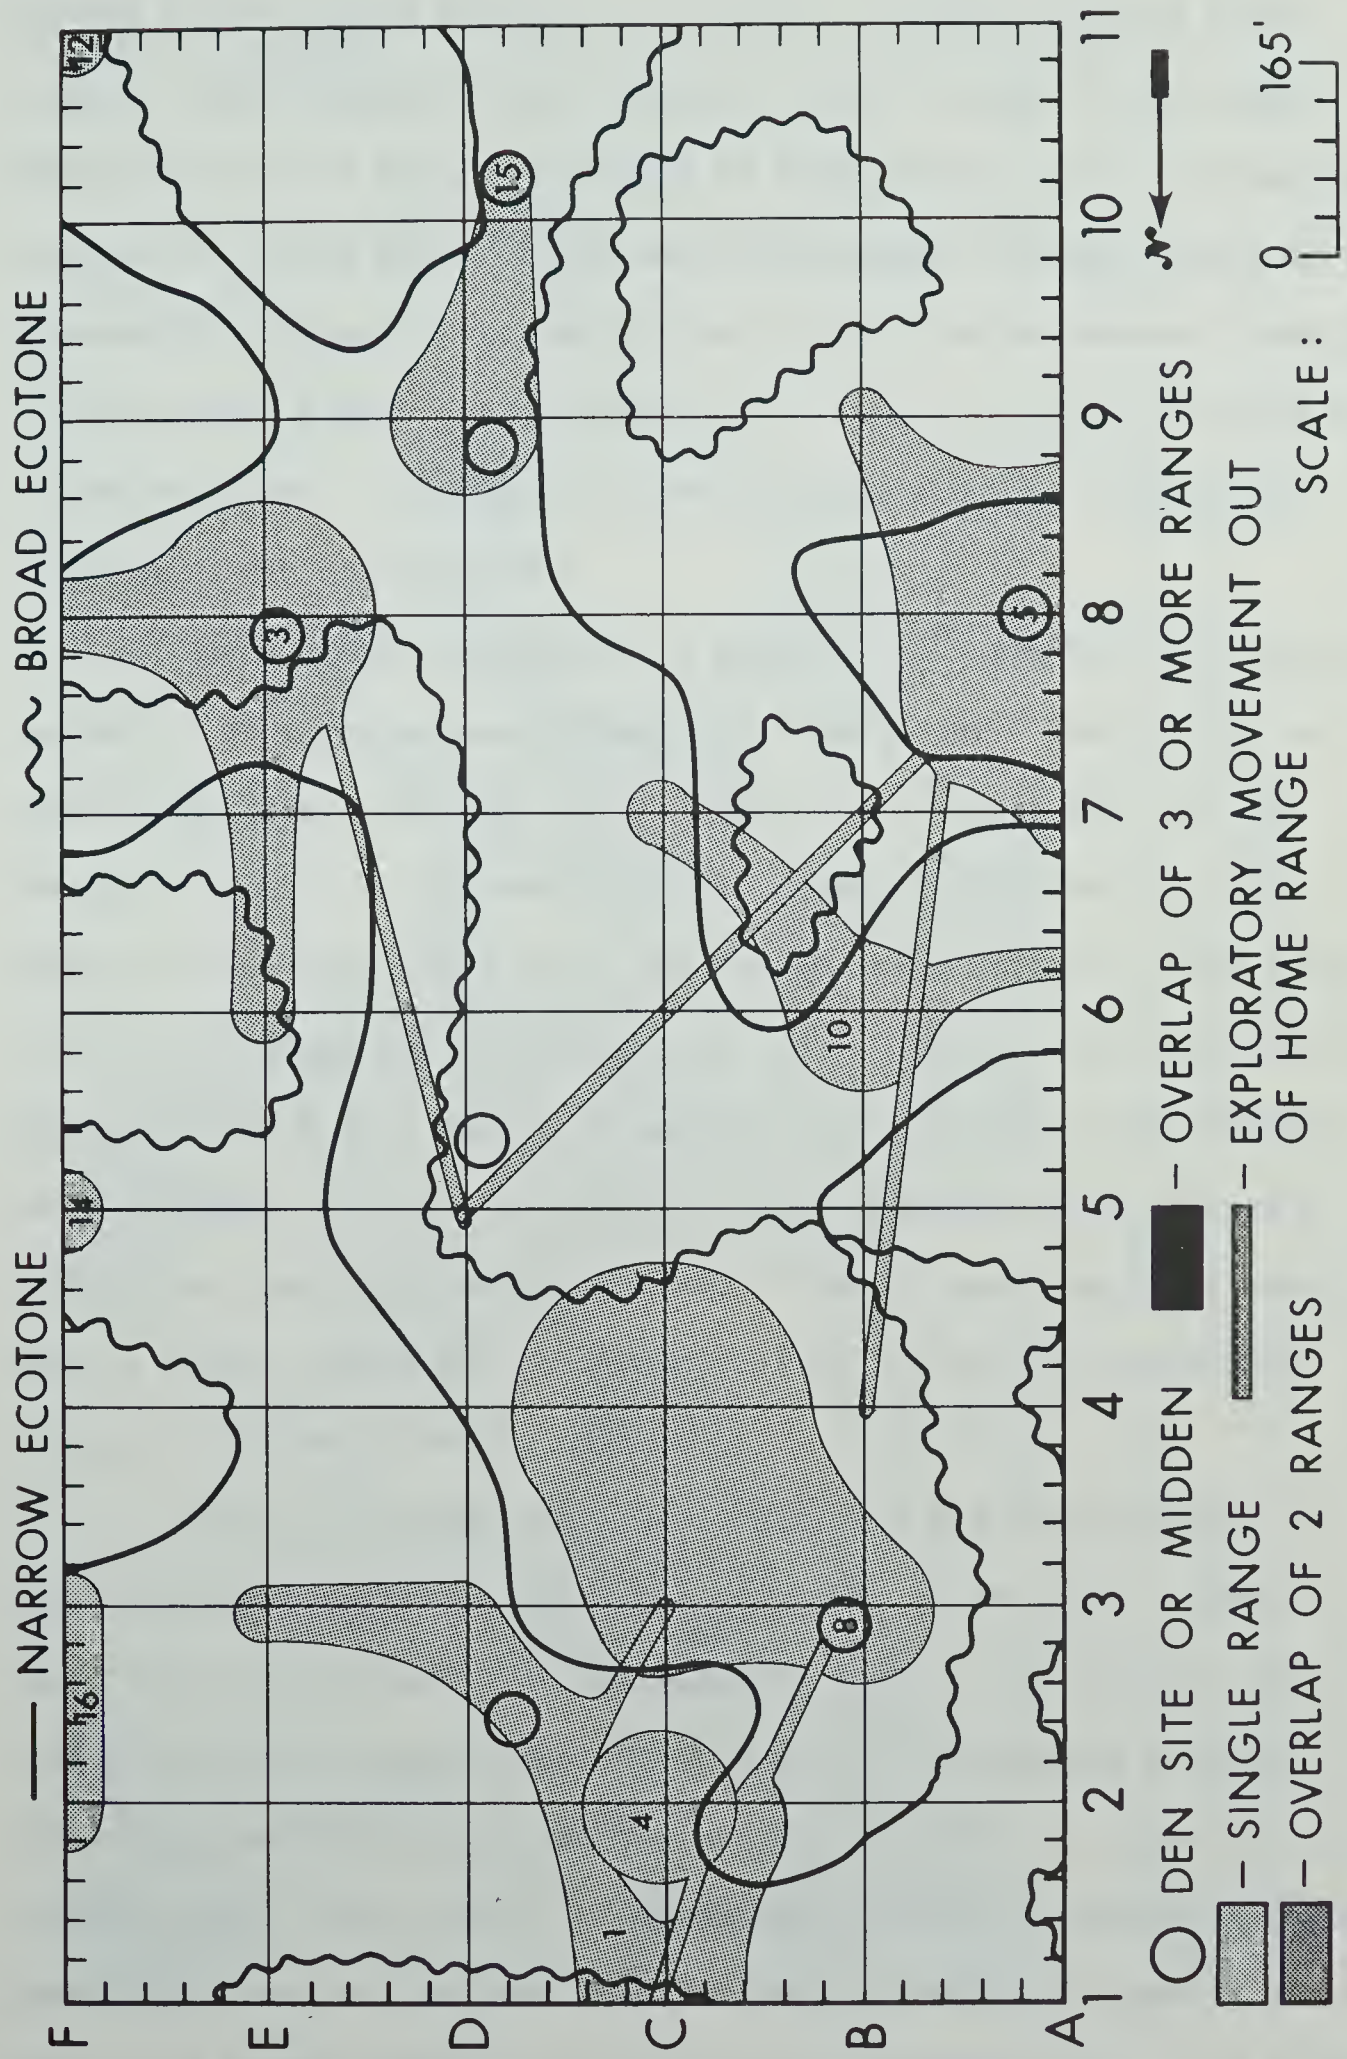 — NARROW ECOTONE
~ BROAD ECOTONE
F
E
D
C
B
A
1 2 3 4 5 6 7 8 9 10 11
16
14
12
3
15
1
4
8
10
5
DEN SITE OR MIDDEN
– SINGLE RANGE
– OVERLAP OF 2 RANGES
– OVERLAP OF 3 OR MORE RANGES
– EXPLORATORY MOVEMENT OUT
OF HOME RANGE
N
SCALE :
0 165'